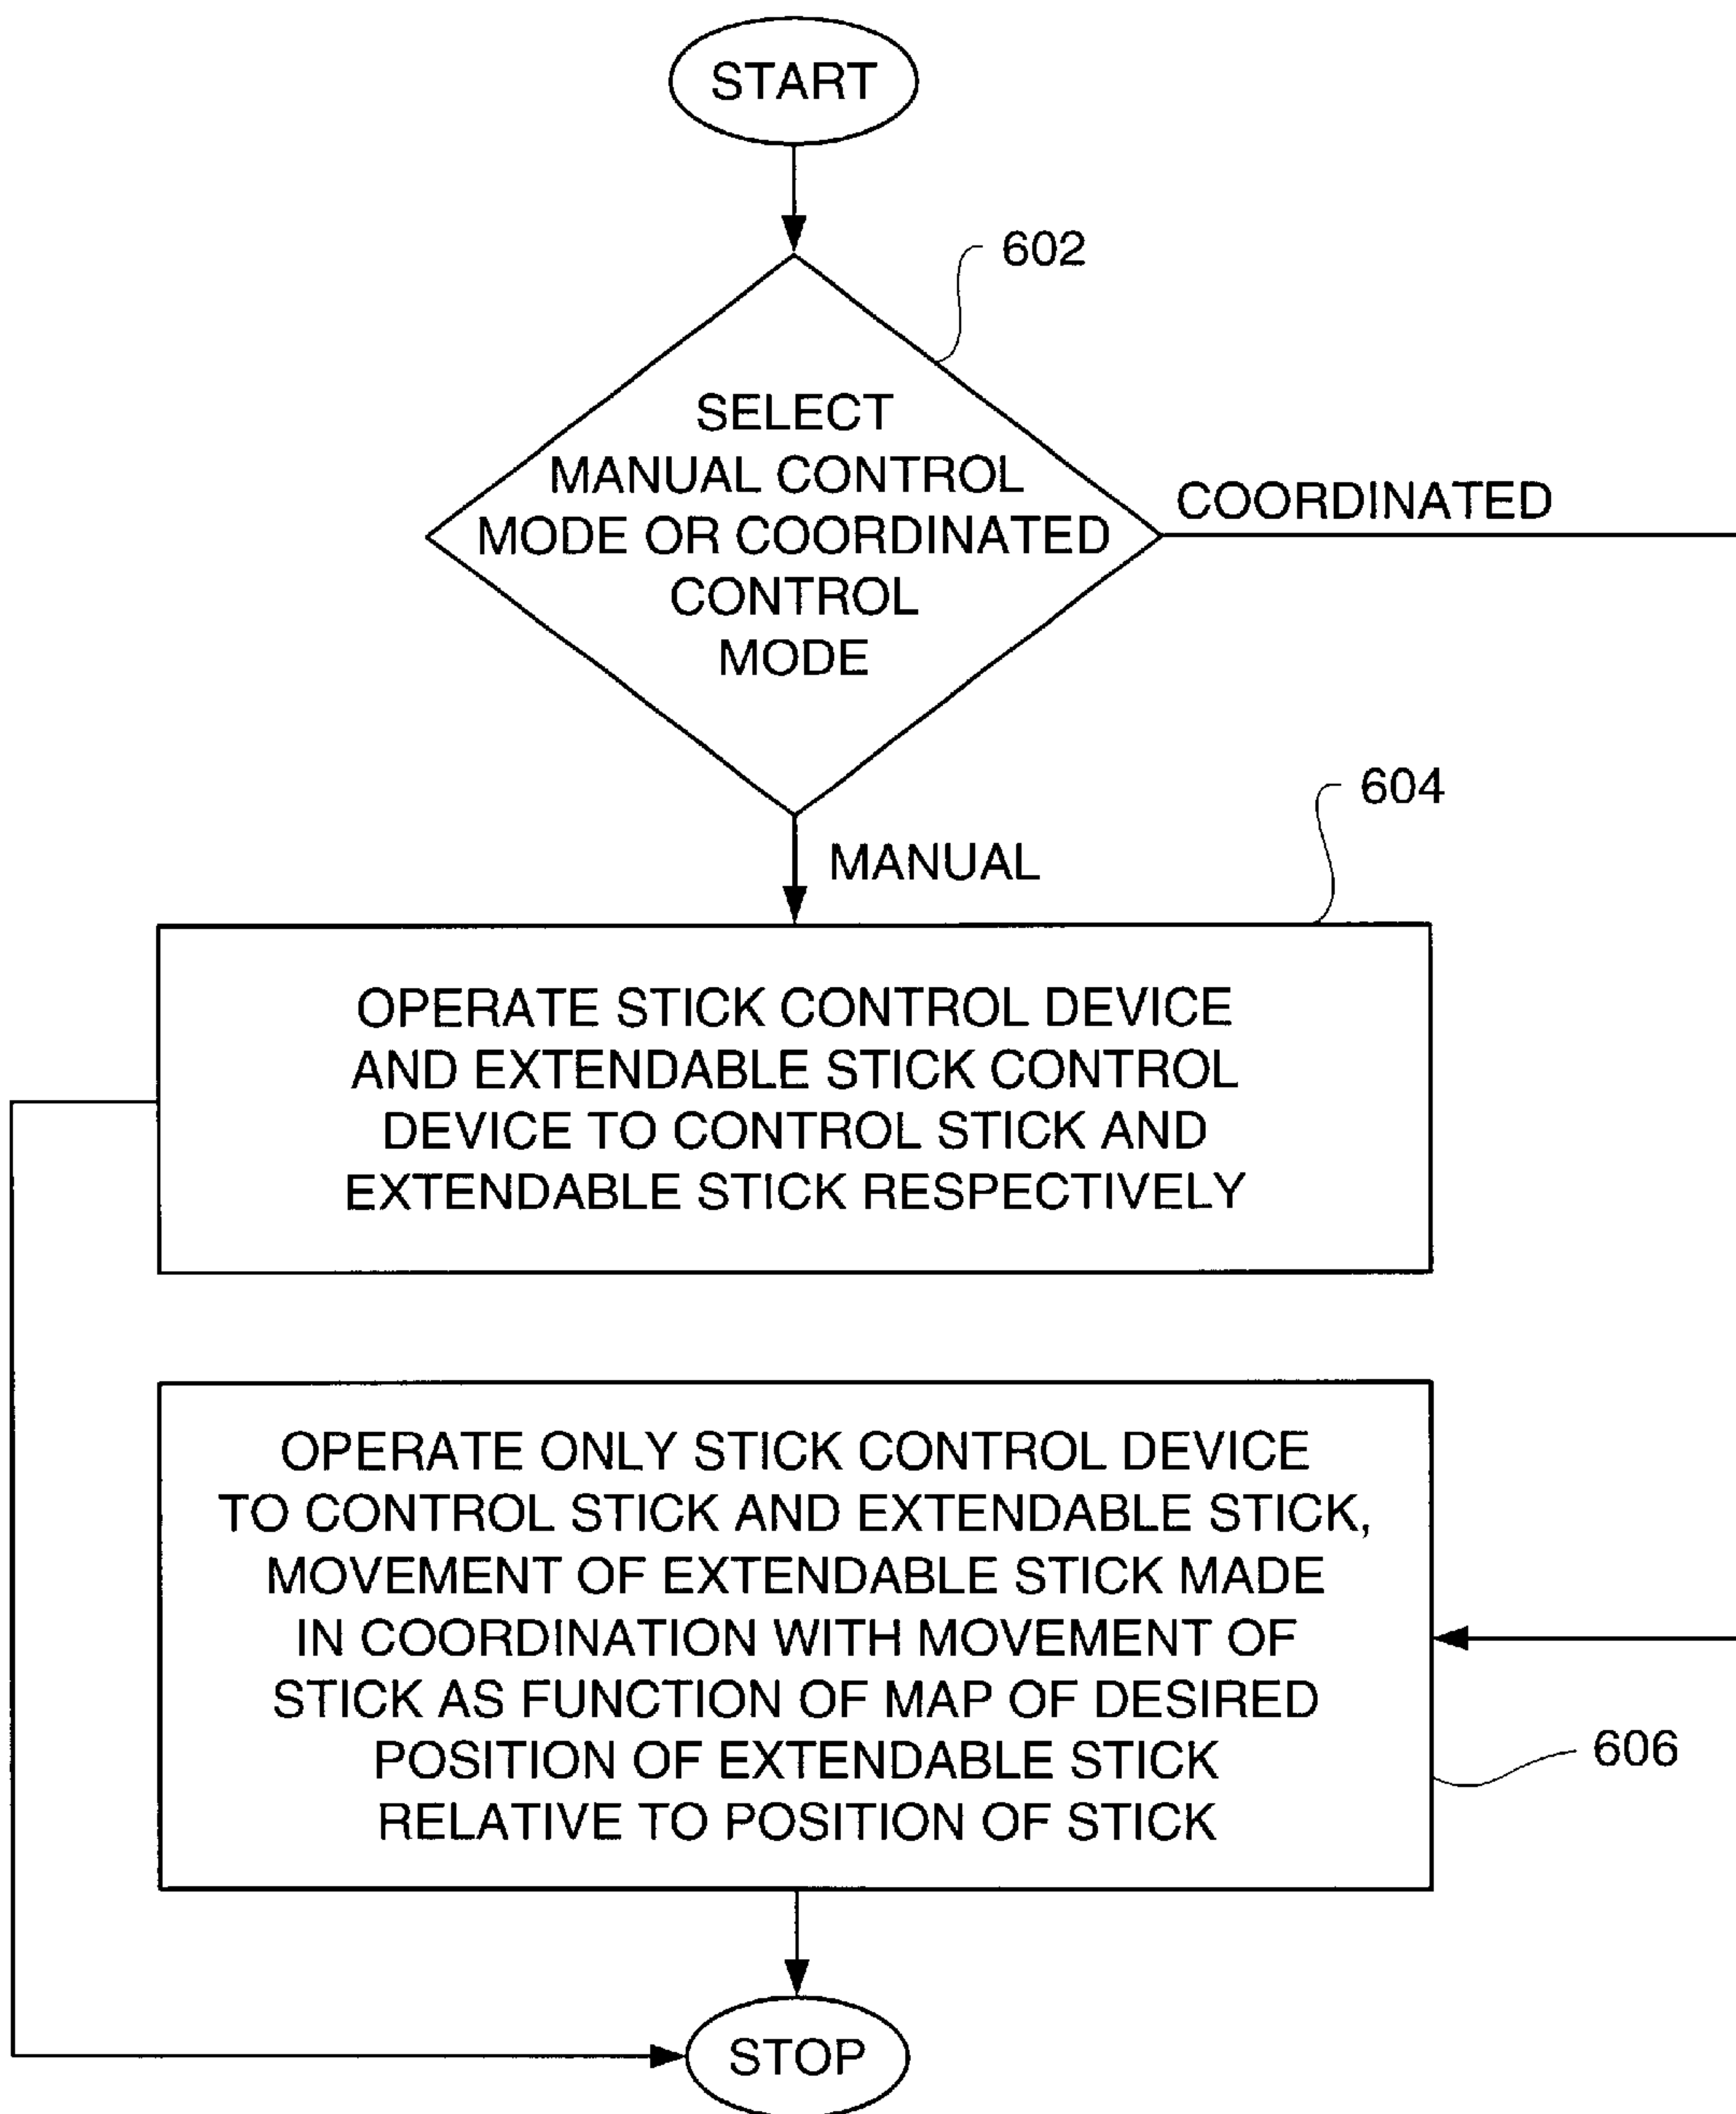 START
602
SELECT
MANUAL CONTROL
MODE OR COORDINATED
CONTROL
MODE
COORDINATED
604
MANUAL
OPERATE STICK CONTROL DEVICE
AND EXTENDABLE STICK CONTROL
DEVICE TO CONTROL STICK AND
EXTENDABLE STICK RESPECTIVELY
OPERATE ONLY STICK CONTROL DEVICE
TO CONTROL STICK AND EXTENDABLE STICK,
MOVEMENT OF EXTENDABLE STICK MADE
IN COORDINATION WITH MOVEMENT OF
STICK AS FUNCTION OF MAP OF DESIRED
POSITION OF EXTENDABLE STICK
RELATIVE TO POSITION OF STICK
606
STOP